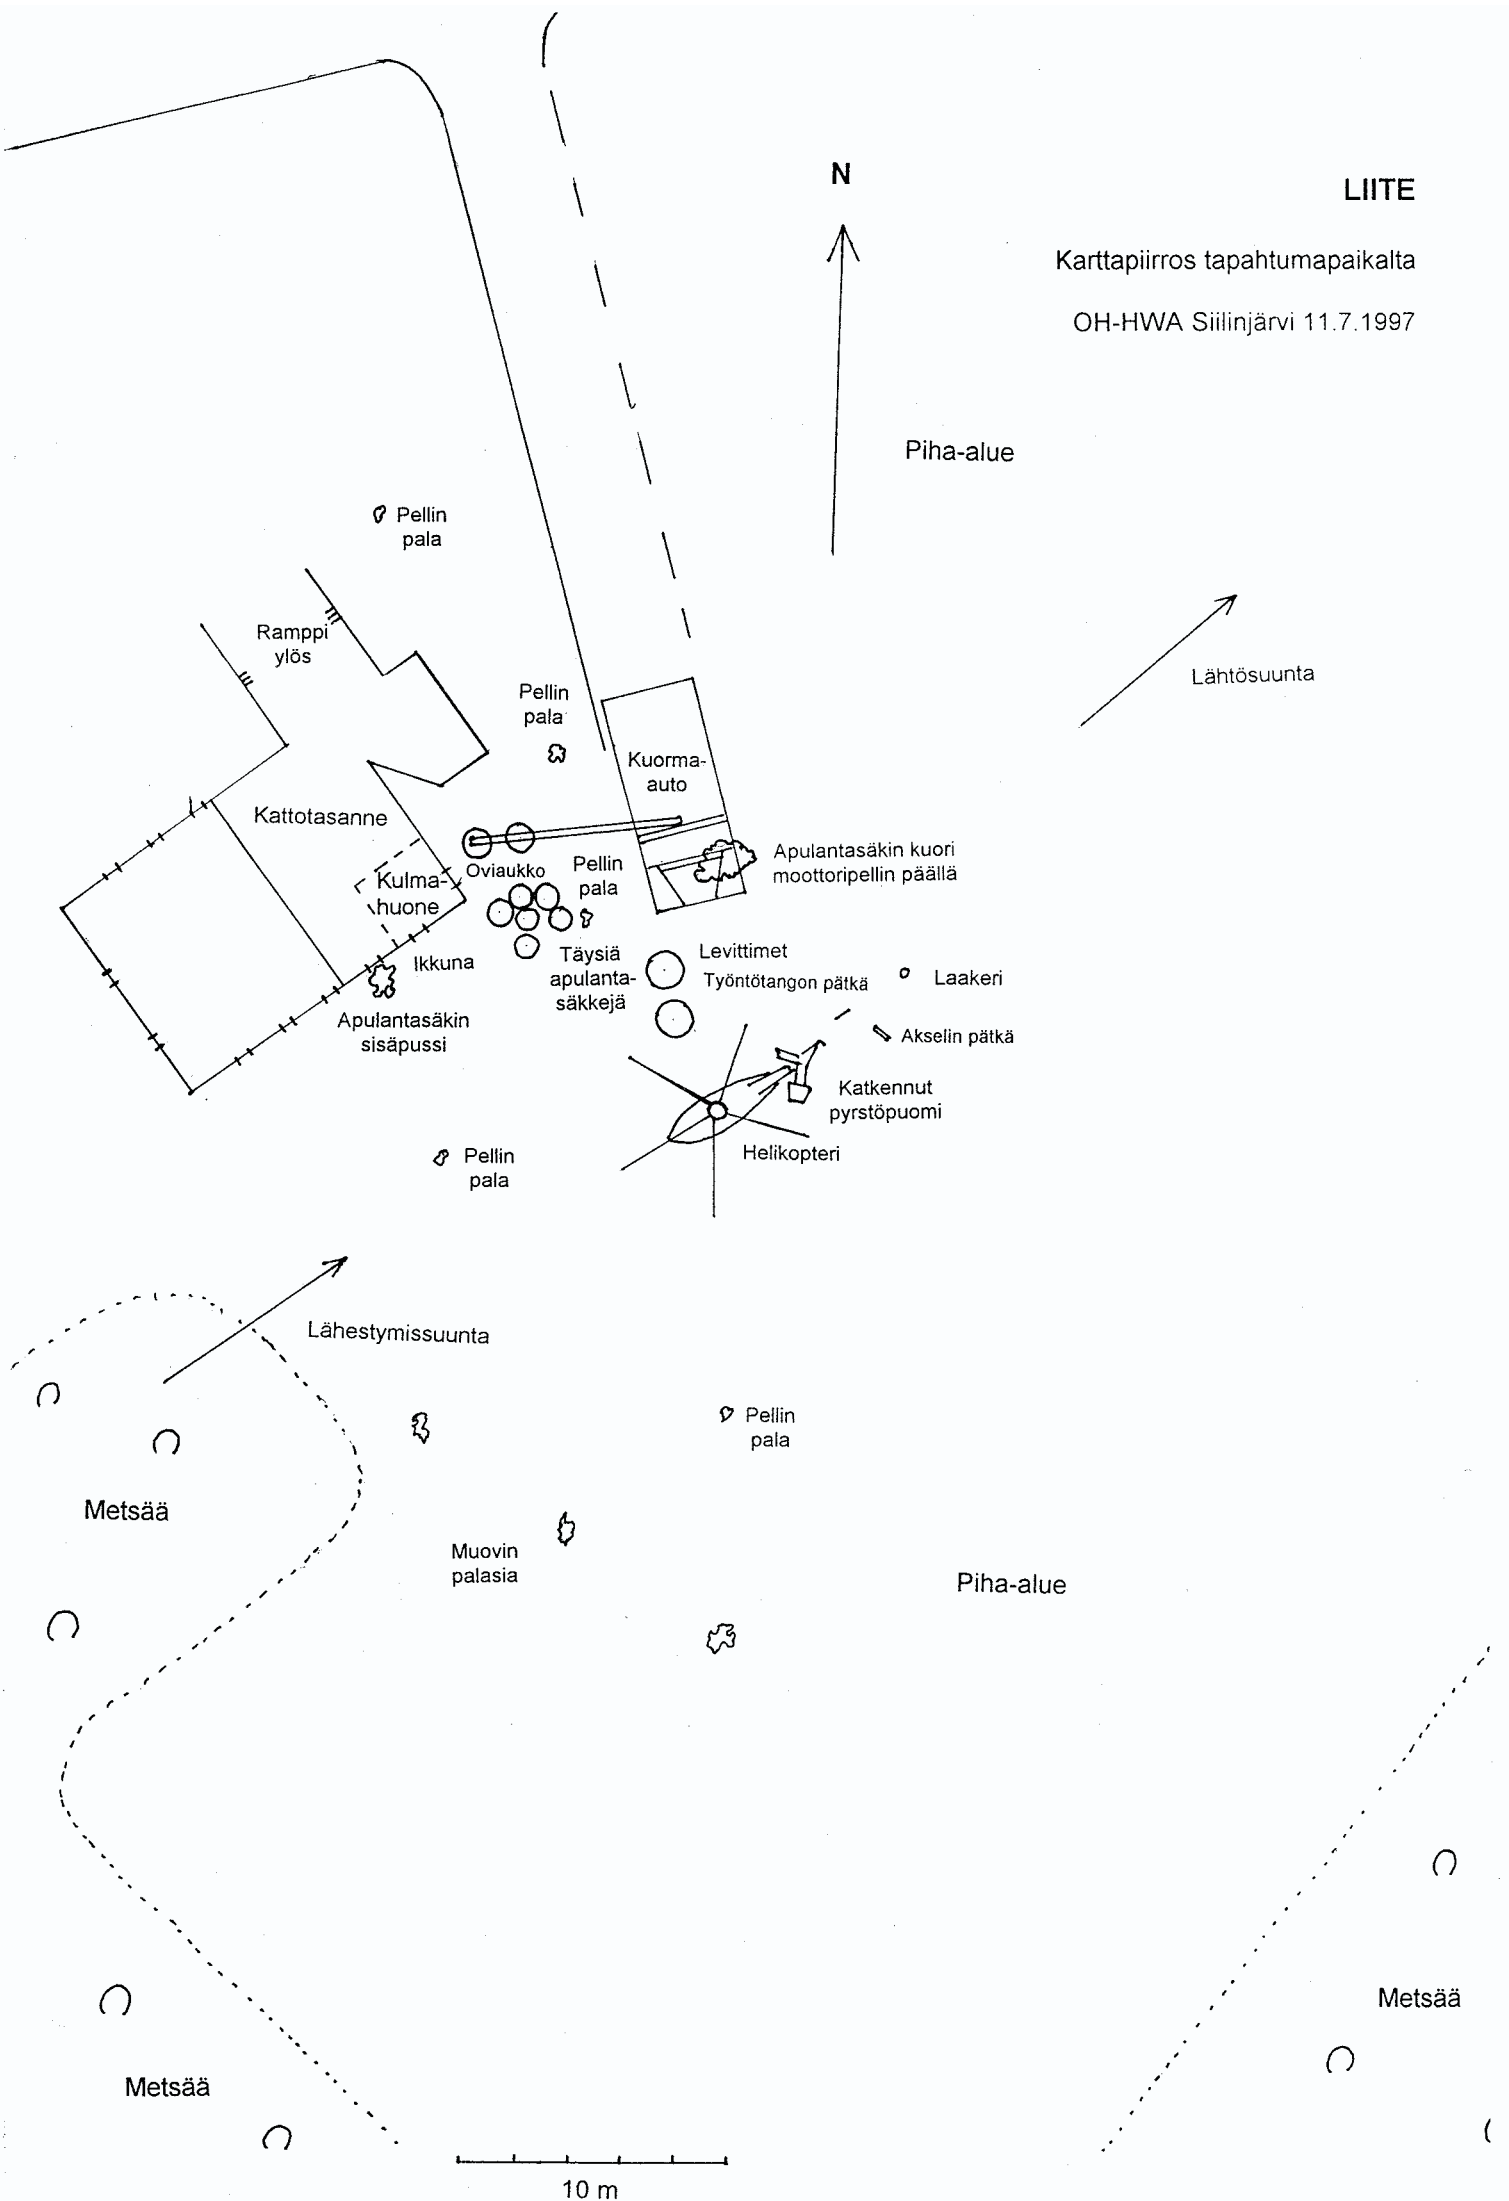 N
LIITE
Karttapiirros tapahtumapaikalta
OH-HWA Siilinjärvi 11.7.1997
Piha-alue
Pellin
pala
Ramppi
ylös
Lähtösuunta
Pellin
pala
Kuorma-
auto
Kattotasanne
Apulantasäkin kuori
moottoripellin päällä
Oviaukko
Pellin
pala
Kulma-
huone
Ikkuna
Täysiä
apulanta-
säkkejä
Levittimet
Työntötangon pätkä
Laakeri
Apulantasäkin
sisäpussi
Akselin pätkä
Katkennut
pyrstöpuomi
Helikopteri
Pellin
pala
Lähestymissuunta
Pellin
pala
Metsää
Muovin
palasia
Piha-alue
Metsää
Metsää
10 m